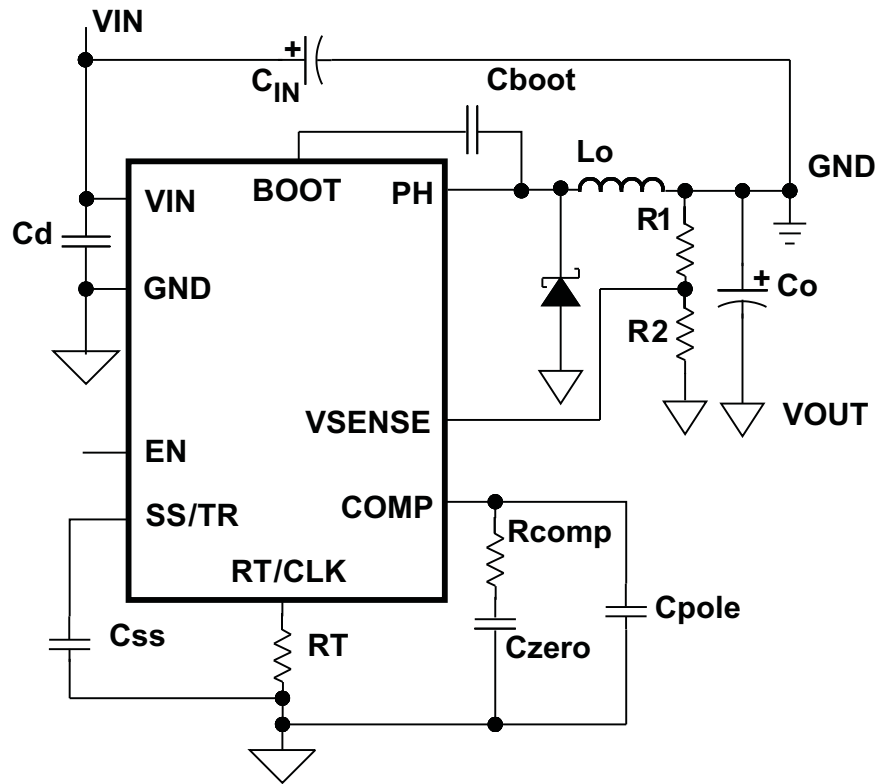 VIN
+
CIN
Cboot
Lo
GND
VIN
BOOT
PH
R1
Cd
GND
+
Co
R2
VSENSE
VOUT
EN
SS/TR
COMP
Rcomp
RT/CLK
Cpole
Css
RT
Czero